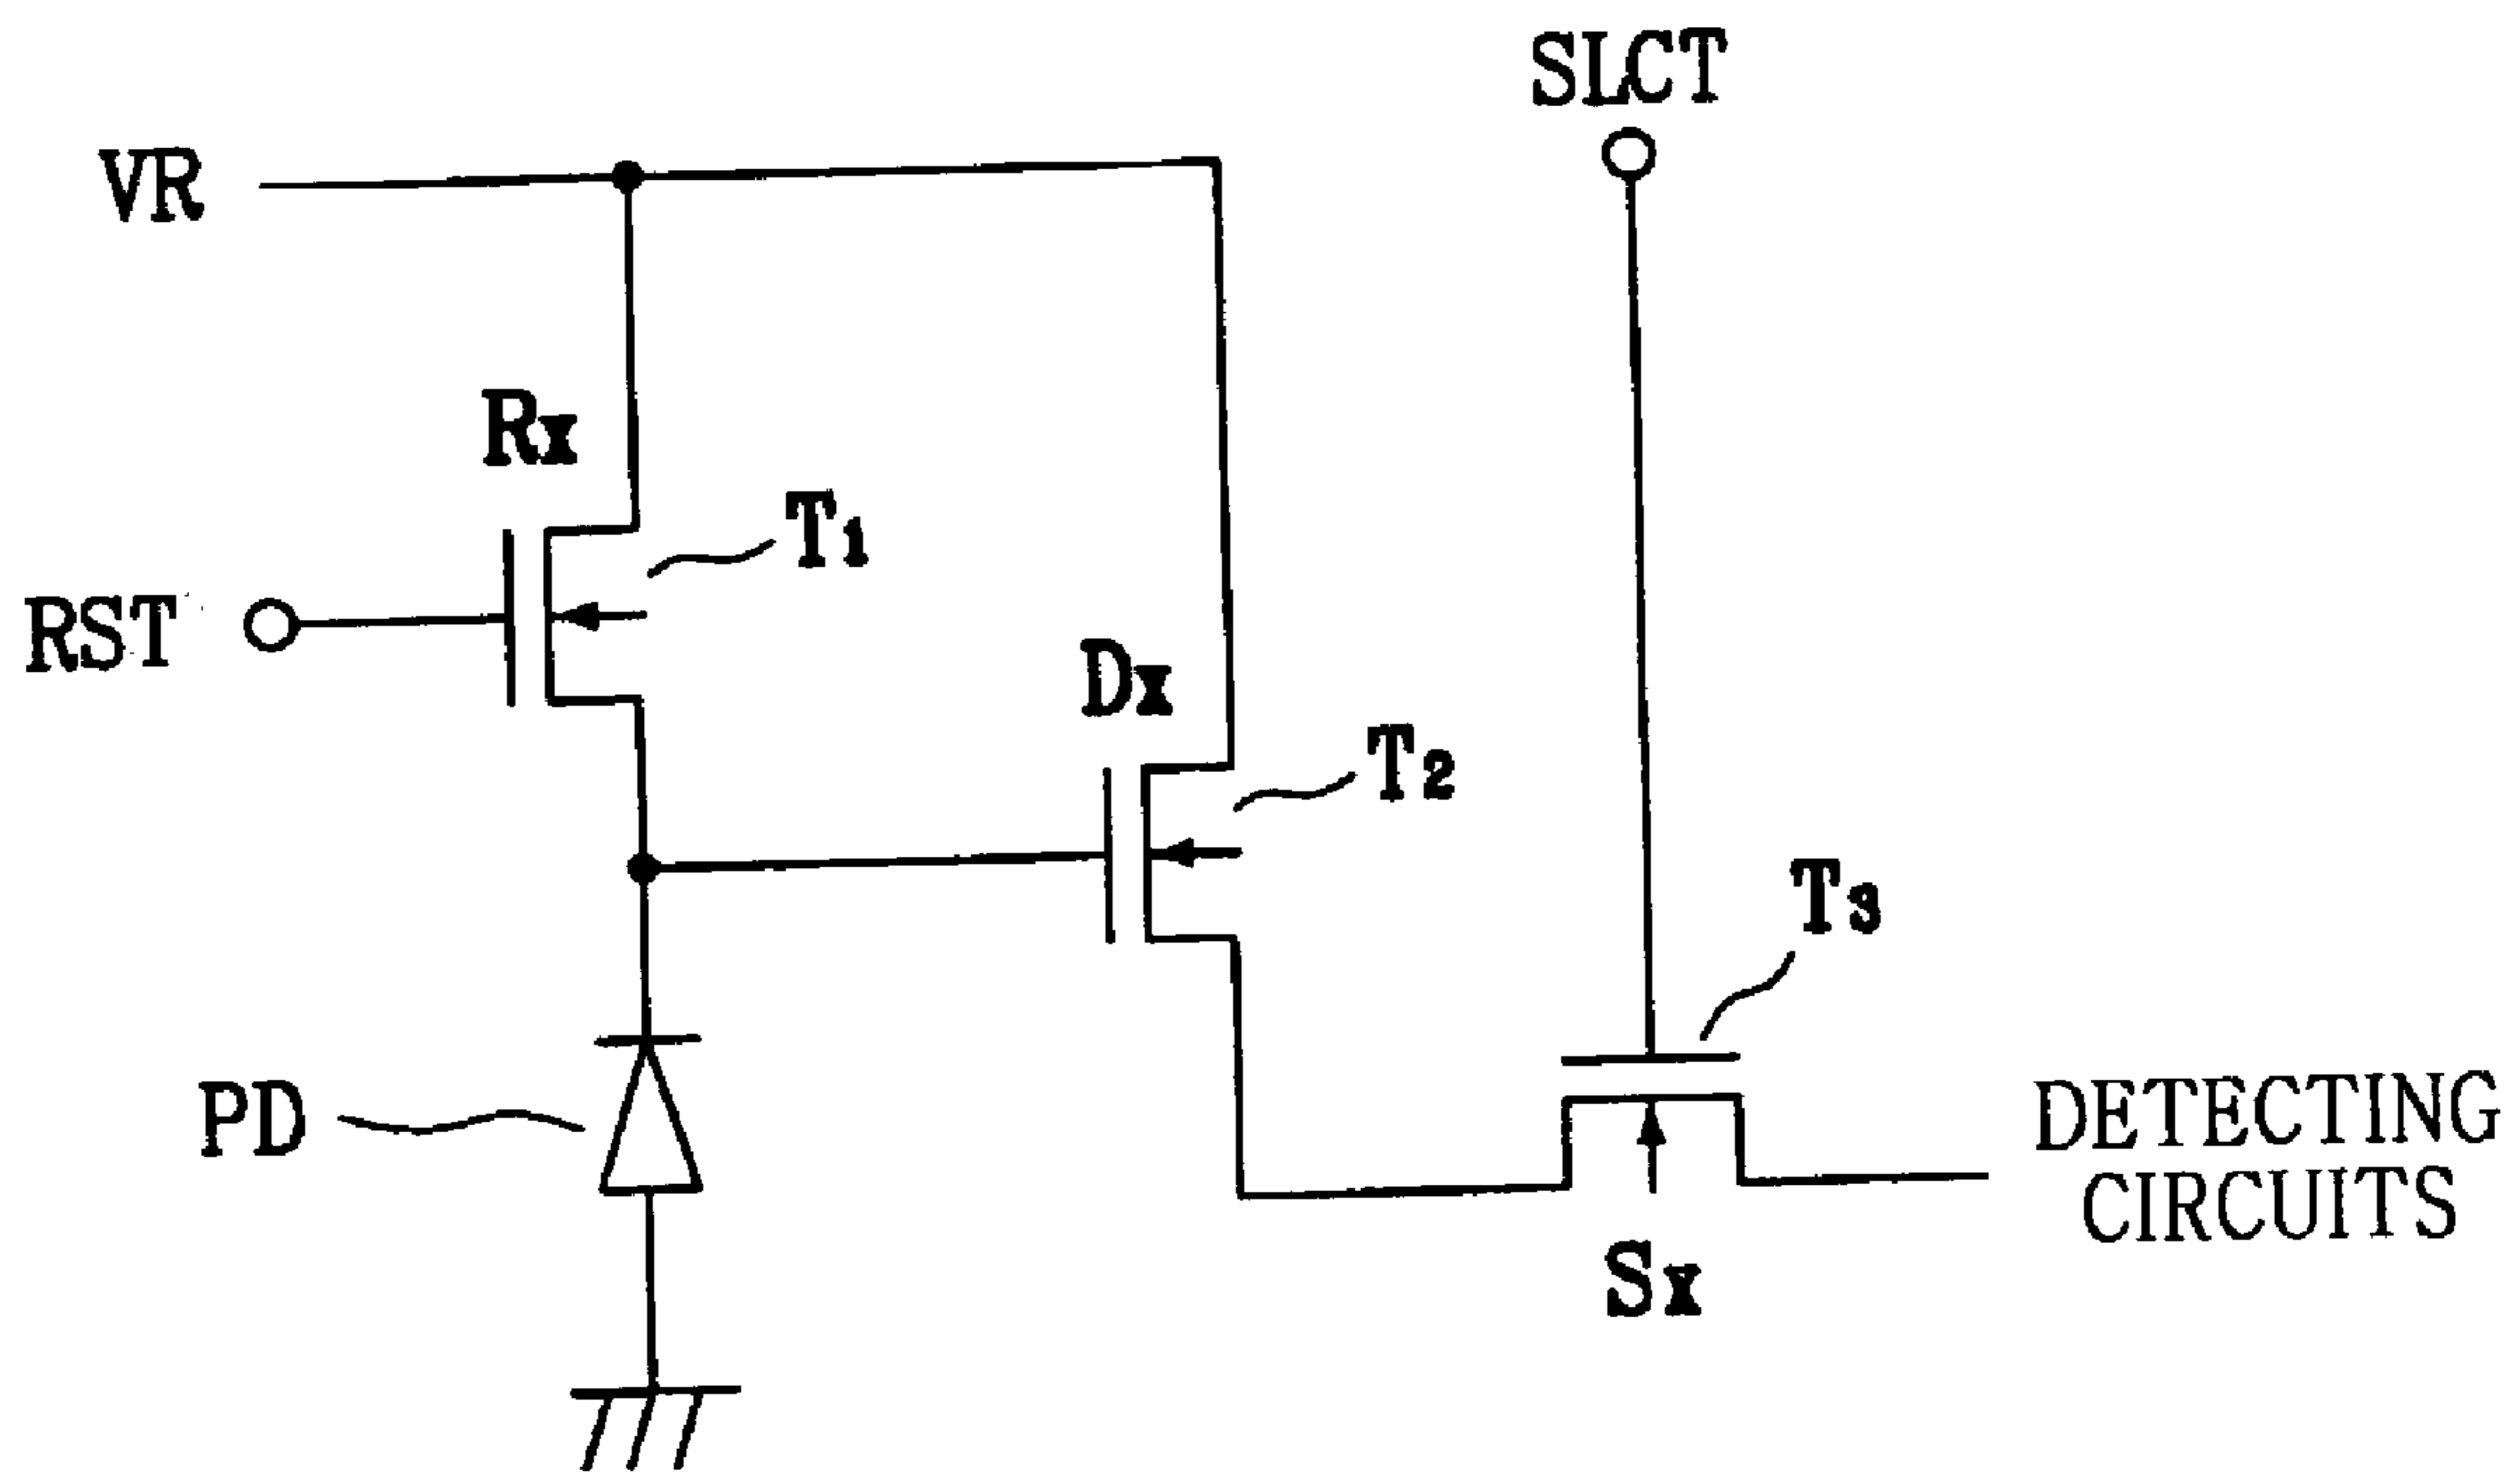 SLCT
VR
Rx
T1
RST
Dx
T2
T3
PD
DETECTING
CIRCUITS
Sx